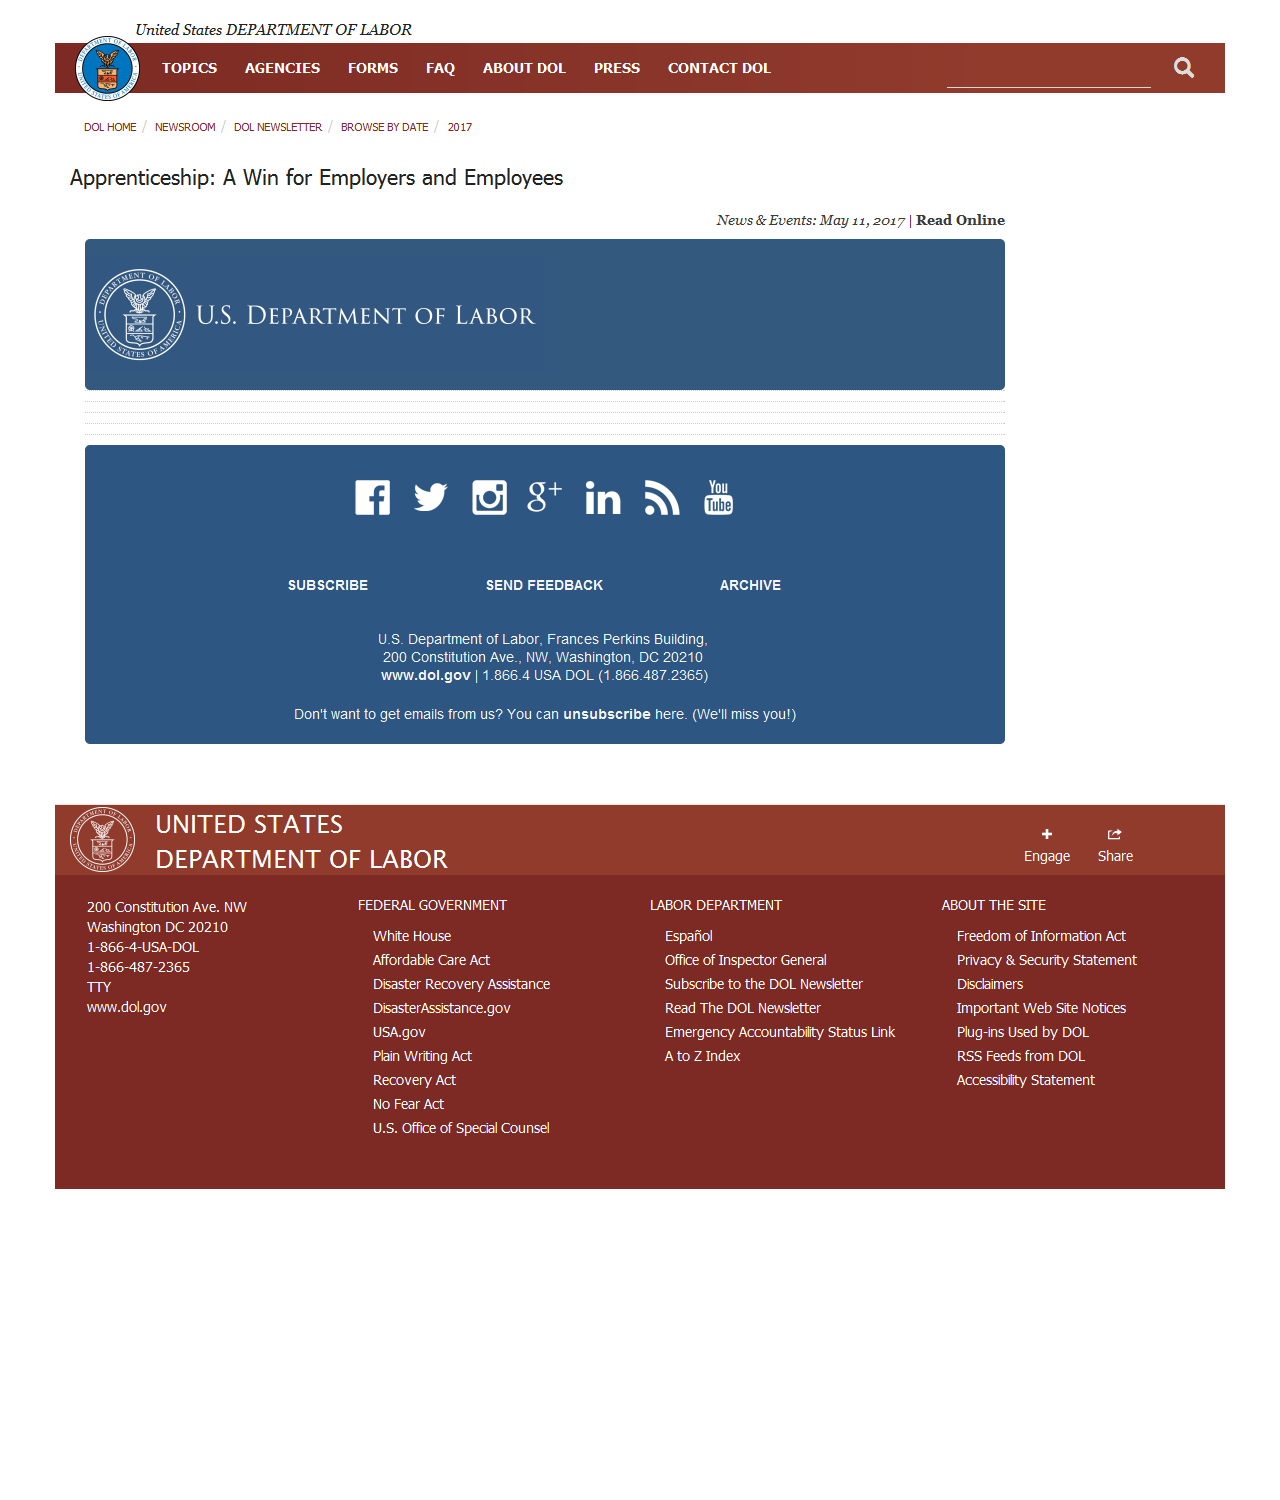 United States DEPARTMENT OF LABOR
TOPICS AGENCIES FORMS FAQ ABOUT DOL PRESS CONTACT DOL
DOL HOME / NEWSROOM / DOL NEWSLETTER / BROWSE BY DATE / 2017
Apprenticeship: A Win for Employers and Employees
News & Events: May 11, 2017 | Read Online
DEPARTMENT OF LABOR
UNITED STATES OF AMERICA
U.S. DEPARTMENT OF LABOR
You
Tube
SUBSCRIBE SEND FEEDBACK ARCHIVE
U.S. Department of Labor, Frances Perkins Building,
200 Constitution Ave., NW, Washington, DC 20210
www.dol.gov | 1.866.4 USA DOL (1.866.487.2365)
Don't want to get emails from us? You can unsubscribe here. (We'll miss you!)
UNITED STATES
DEPARTMENT OF LABOR
Engage Share
200 Constitution Ave. NW
Washington DC 20210
1-866-4-USA-DOL
1-866-487-2365
TTY
www.dol.gov
FEDERAL GOVERNMENT
White House
Affordable Care Act
Disaster Recovery Assistance
DisasterAssistance.gov
USA.gov
Plain Writing Act
Recovery Act
No Fear Act
U.S. Office of Special Counsel
LABOR DEPARTMENT
Español
Office of Inspector General
Subscribe to the DOL Newsletter
Read The DOL Newsletter
Emergency Accountability Status Link
A to Z Index
ABOUT THE SITE
Freedom of Information Act
Privacy & Security Statement
Disclaimers
Important Web Site Notices
Plug-ins Used by DOL
RSS Feeds from DOL
Accessibility Statement